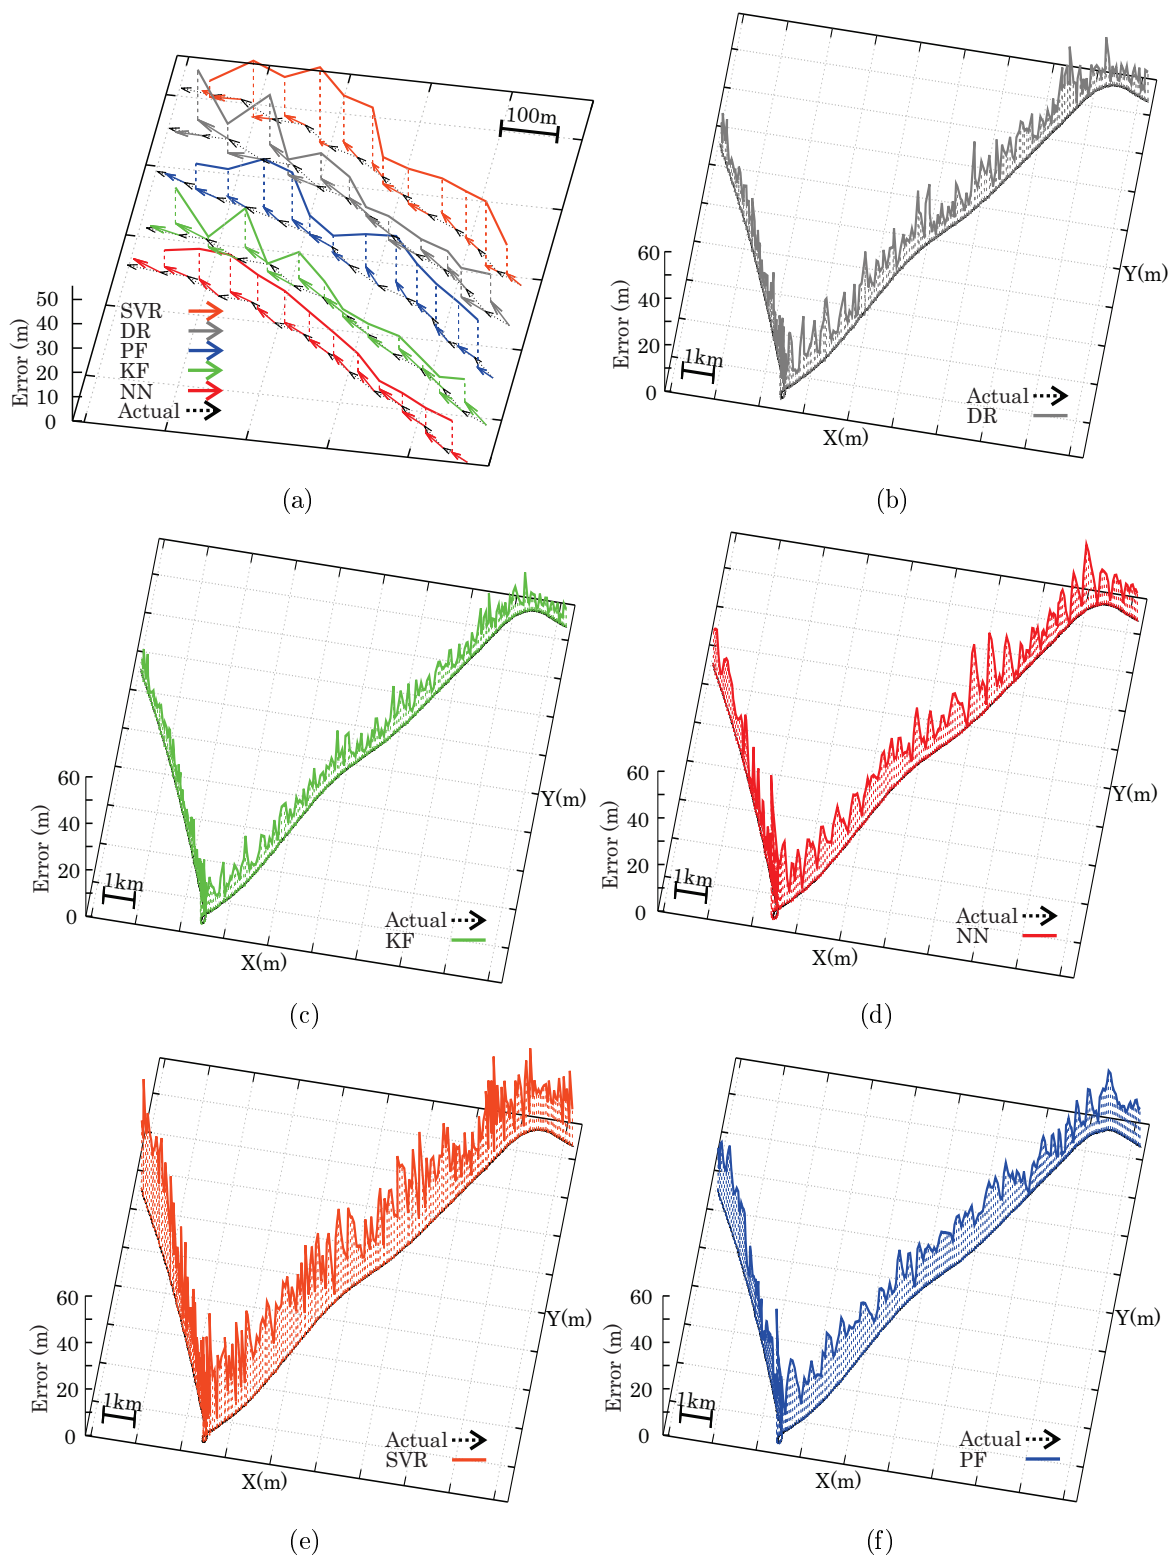 100m
50
40
30
20
10
0
Error (m)
SVR
DR
PF
KF
NN
Actual
(a)
60
40
20
0
Error (m)
1km
X(m)
Y(m)
Actual
DR
(b)
60
40
20
0
Error (m)
1km
X(m)
Y(m)
Actual
KF
(c)
60
40
20
0
Error (m)
1km
X(m)
Y(m)
Actual
NN
(d)
60
40
20
0
Error (m)
1km
X(m)
Y(m)
Actual
SVR
(e)
60
40
20
0
Error (m)
1km
X(m)
Y(m)
Actual
PF
(f)